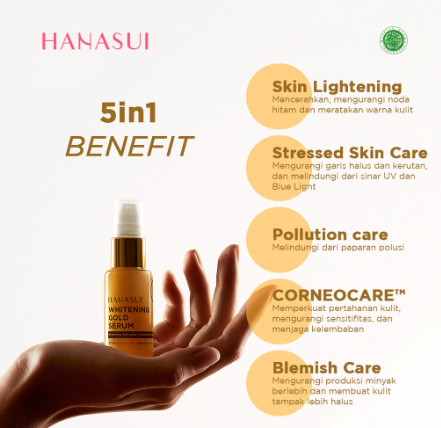 HANASUI
5in1
BENEFIT
Skin Lightening
Mencerahkan, mengurangi noda
hitam dan meratakan warna kulit
Stressed Skin Care
Mengurangi garis halus dan kerutan,
dan melindungi dari sinar UV dan
Blue Light
Pollution care
Melindungi dari paparan polusi
CORNEOCARE™
Memperkuat pertahanan kulit,
mengurangi sensitifitas, dan
menjaga kelembaban
Blemish Care
Mengurangi produksi minyak
berlebih dan membuat kulit
tampak lebih halus
HANASUI
WHITENING
GOLD
SERUM